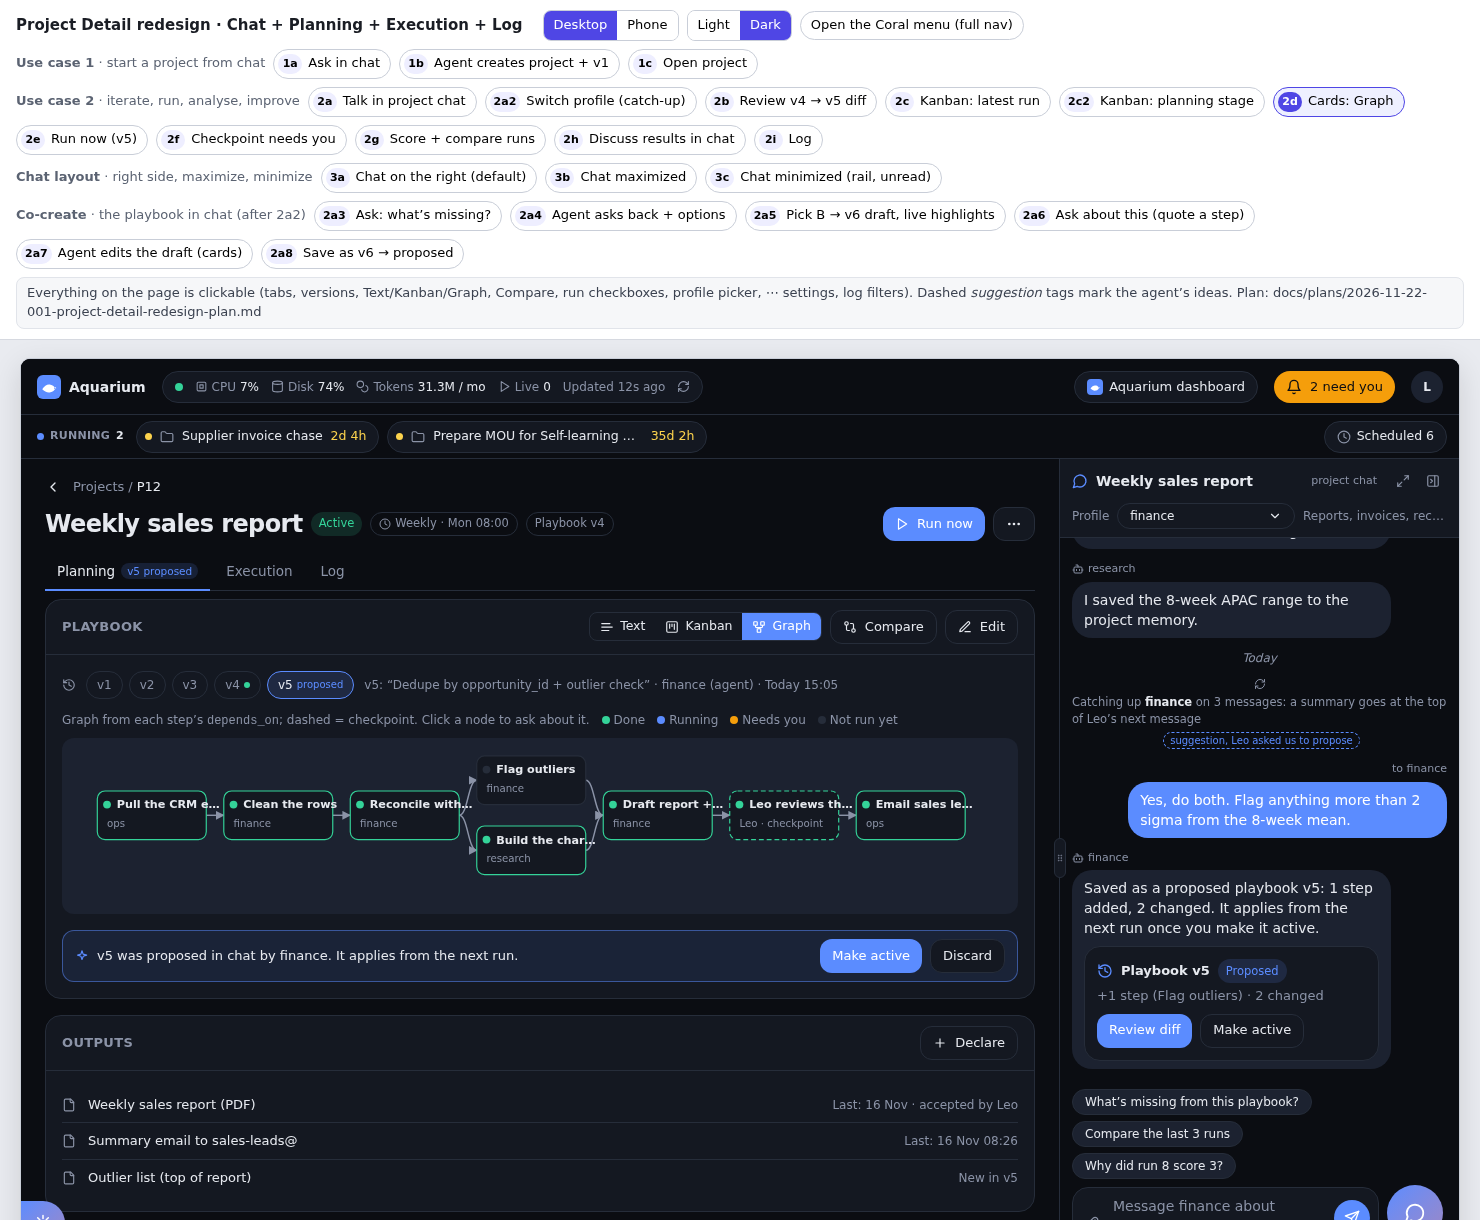 Project Detail redesign · Chat + Planning + Execution + Log
Desktop Phone Light Dark Open the Coral menu (full nav)
Use case 1 · start a project from chat 1a Ask in chat 1b Agent creates project + v1 1c Open project
Use case 2 · iterate, run, analyse, improve 2a Talk in project chat 2a2 Switch profile (catch-up) 2b Review v4 → v5 diff 2c Kanban: latest run 2c2 Kanban: planning stage 2d Cards: Graph
2e Run now (v5) 2f Checkpoint needs you 2g Score + compare runs 2h Discuss results in chat 2i Log
Chat layout · right side, maximize, minimize 3a Chat on the right (default) 3b Chat maximized 3c Chat minimized (rail, unread)
Co-create · the playbook in chat (after 2a2) 2a3 Ask: what’s missing? 2a4 Agent asks back + options 2a5 Pick B → v6 draft, live highlights 2a6 Ask about this (quote a step)
2a7 Agent edits the draft (cards) 2a8 Save as v6 → proposed
Everything on the page is clickable (tabs, versions, Text/Kanban/Graph, Compare, run checkboxes, profile picker, ··· settings, log filters). Dashed suggestion tags mark the agent’s ideas. Plan: docs/plans/2026-11-22-
001-project-detail-redesign-plan.md
Aquarium CPU 7% Disk 74% Tokens 31.3M / mo Live 0 Updated 12s ago Aquarium dashboard 2 need you L
RUNNING 2 Supplier invoice chase 2d 4h Prepare MOU for Self-learning … 35d 2h Scheduled 6
Projects / P12
Weekly sales report Active Weekly · Mon 08:00 Playbook v4 Run now ···
Planning v5 proposed Execution Log
PLAYBOOK Text Kanban Graph Compare Edit
v1 v2 v3 v4 v5 proposed v5: “Dedupe by opportunity_id + outlier check” · finance (agent) · Today 15:05
Graph from each step’s depends_on; dashed = checkpoint. Click a node to ask about it. Done Running Needs you Not run yet
Flag outliers
finance
Pull the CRM e… Clean the rows Reconcile with… Draft report +… Leo reviews th… Email sales le…
ops finance finance finance Leo · checkpoint ops
Build the char…
research
v5 was proposed in chat by finance. It applies from the next run. Make active Discard
OUTPUTS Declare
Weekly sales report (PDF) Last: 16 Nov · accepted by Leo
Summary email to sales-leads@ Last: 16 Nov 08:26
Outlier list (top of report) New in v5
Weekly sales report project chat
Profile finance Reports, invoices, rec…
research
I saved the 8-week APAC range to the
project memory.
Today
Catching up finance on 3 messages: a summary goes at the top
of Leo’s next message
suggestion, Leo asked us to propose
to finance
Yes, do both. Flag anything more than 2
sigma from the 8-week mean.
finance
Saved as a proposed playbook v5: 1 step
added, 2 changed. It applies from the
next run once you make it active.
Playbook v5 Proposed
+1 step (Flag outliers) · 2 changed
Review diff Make active
What’s missing from this playbook?
Compare the last 3 runs
Why did run 8 score 3?
Message finance about